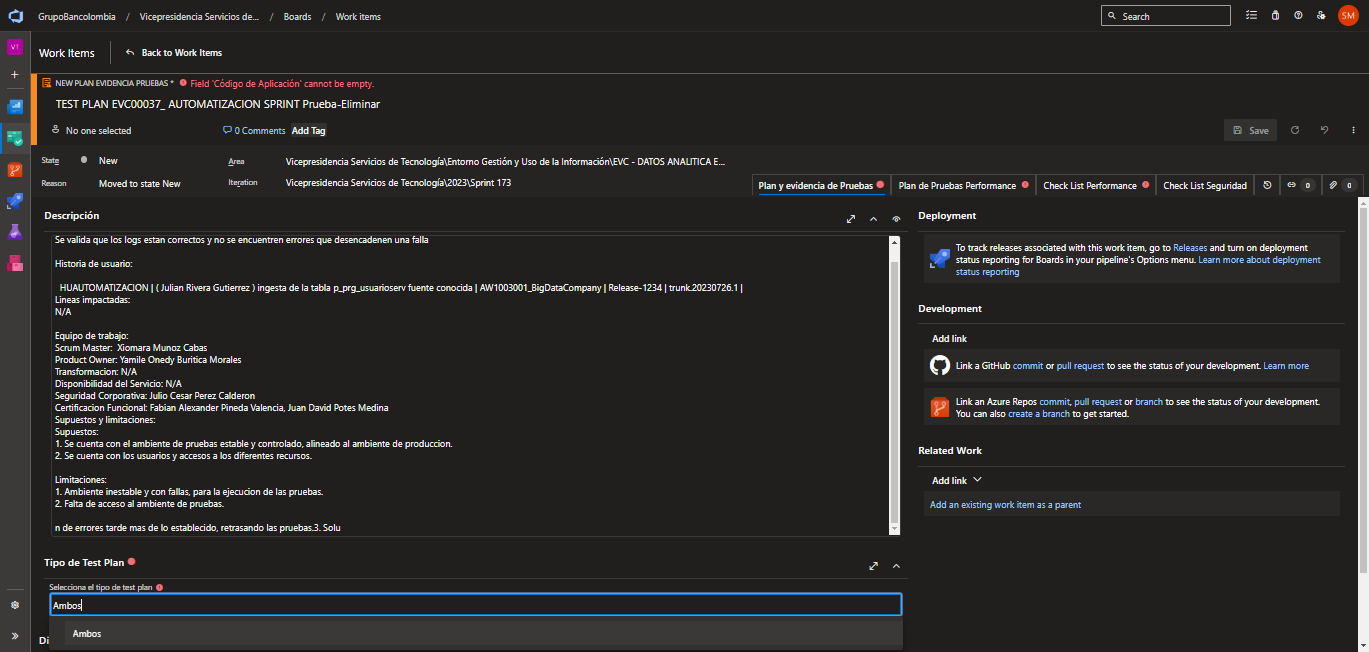 GrupoBancolombia / Vicepresidencia Servicios de... / Boards / Work items
Search
SM
VT
Work Items
Back to Work Items
NEW PLAN EVIDENCIA PRUEBAS * Field 'Código de Aplicación' cannot be empty.
TEST PLAN EVC00037_ AUTOMATIZACION SPRINT Prueba-Eliminar
No one selected
0 Comments
Add Tag
Save
State
New
Area
Vicepresidencia Servicios de Tecnología\Entorno Gestión y Uso de la Información\EVC - DATOS ANALITICA E...
Reason
Moved to state New
Iteration
Vicepresidencia Servicios de Tecnología\2023\Sprint 173
Plan y evidencia de Pruebas
Plan de Pruebas Performance
Check List Performance
Check List Seguridad
0
0
Descripción
Se valida que los logs estan correctos y no se encuentren errores que desencadenen una falla
Historia de usuario:
HUAUTOMATIZACION | ( Julian Rivera Gutierrez ) ingesta de la tabla p_prg_usuarioserv fuente conocida | AW1003001_BigDataCompany | Release-1234 | trunk.20230726.1 |
Lineas impactadas:
N/A
Equipo de trabajo:
Scrum Master: Xiomara Munoz Cabas
Product Owner: Yamile Onedy Buritica Morales
Transformacion: N/A
Disponibilidad del Servicio: N/A
Seguridad Corporativa: Julio Cesar Perez Calderon
Certificacion Funcional: Fabian Alexander Pineda Valencia, Juan David Potes Medina
Supuestos y limitaciones:
Supuestos:
1. Se cuenta con el ambiente de pruebas estable y controlado, alineado al ambiente de produccion.
2. Se cuenta con los usuarios y accesos a los diferentes recursos.
Limitaciones:
1. Ambiente inestable y con fallas, para la ejecucion de las pruebas.
2. Falta de acceso al ambiente de pruebas.
n de errores tarde mas de lo establecido, retrasando las pruebas.3. Solu
Tipo de Test Plan
Selecciona el tipo de test plan
Ambos
Ambos
Di
Deployment
To track releases associated with this work item, go to Releases and turn on deployment
status reporting for Boards in your pipeline's Options menu. Learn more about deployment
status reporting
Development
Add link
Link a GitHub commit or pull request to see the status of your development. Learn more
Link an Azure Repos commit, pull request or branch to see the status of your development.
You can also create a branch to get started.
Related Work
Add link
Add an existing work item as a parent